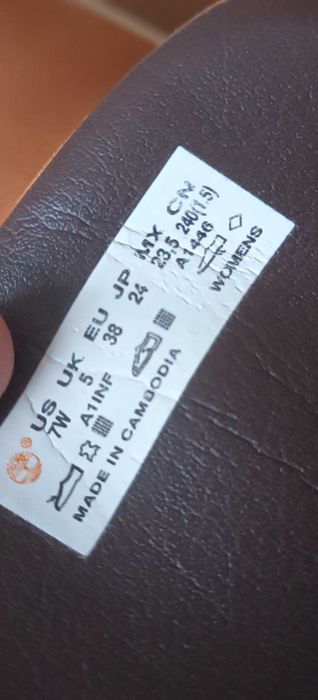 ® US UK EU JP MX CN
7W 5 38 24 23.5 240(1.5)
A1INF A1446
MADE IN CAMBODIA WOMENS